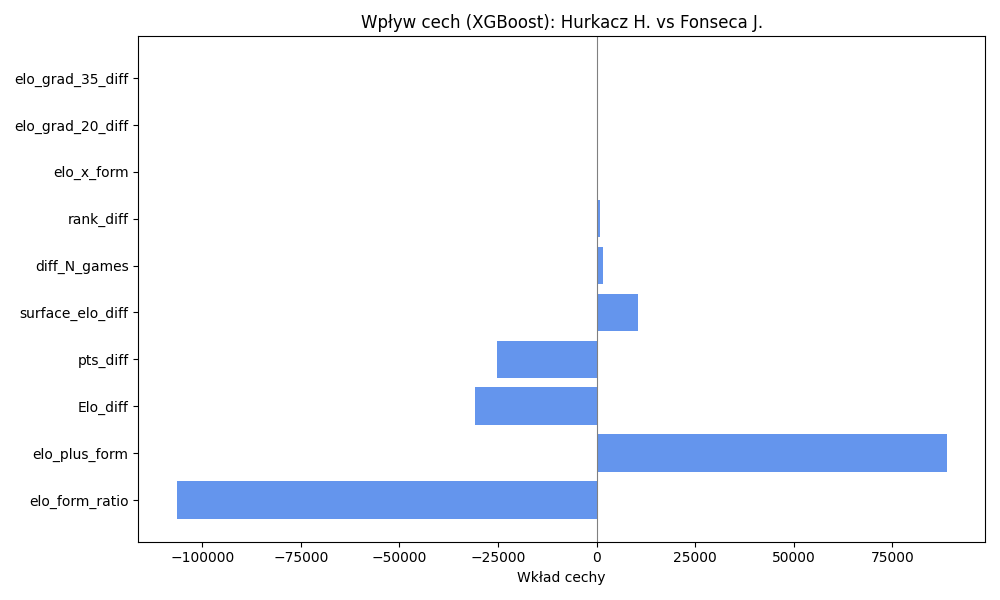 Wpływ cech (XGBoost): Hurkacz H. vs Fonseca J.
elo_grad_35_diff
elo_grad_20_diff
elo_x_form
rank_diff
diff_N_games
surface_elo_diff
pts_diff
Elo_diff
elo_plus_form
elo_form_ratio
−100000 −75000 −50000 −25000 0 25000 50000 75000
Wkład cechy